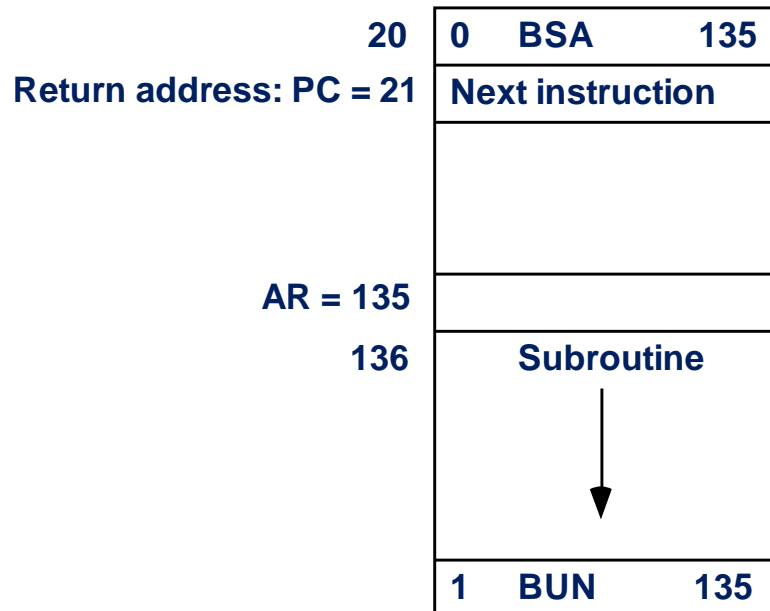 20 0 BSA 135
Return address: PC = 21 Next instruction
AR = 135
136 Subroutine
1 BUN 135